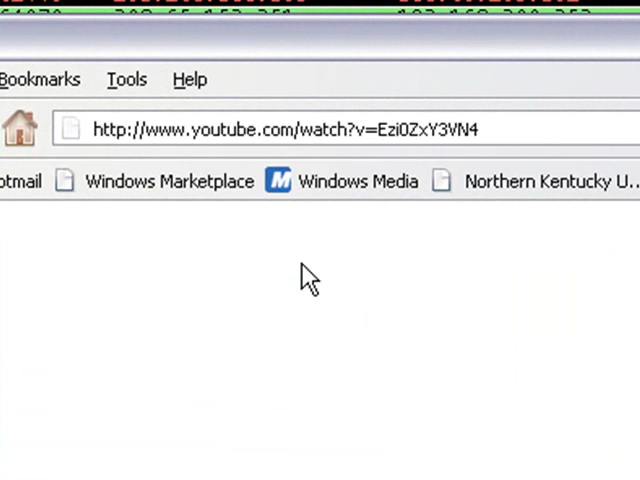 Bookmarks Tools Help
http://www.youtube.com/watch?v=Ezi0ZxY3VN4
otmail Windows Marketplace Windows Media Northern Kentucky U...